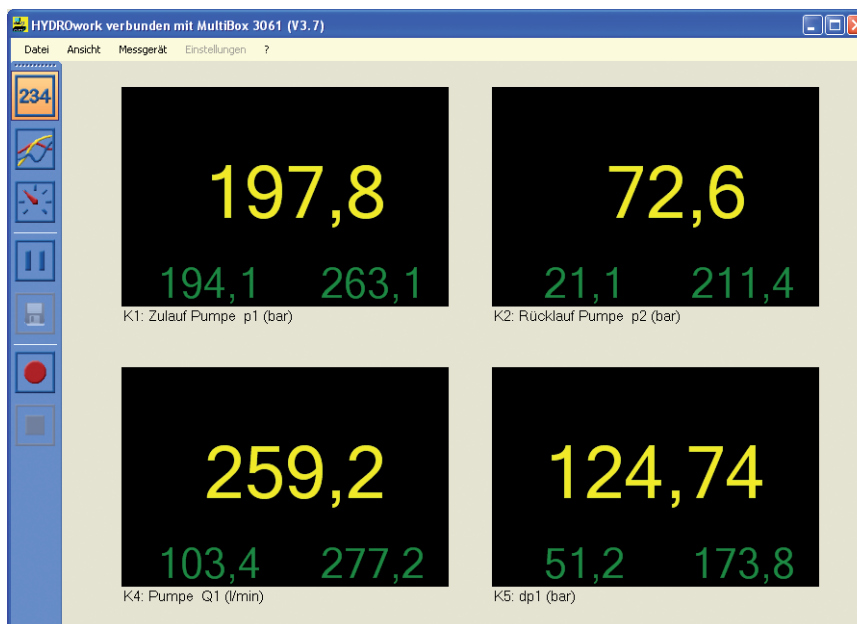 HYDROwork verbunden mit MultiBox 3061 (V3.7)
Datei Ansicht Messgerät Einstellungen ?
234
197,8
194,1 263,1
K1: Zulauf Pumpe p1 (bar)
72,6
21,1 211,4
K2: Rücklauf Pumpe p2 (bar)
259,2
103,4 277,2
K4: Pumpe Q1 (l/min)
124,74
51,2 173,8
K5: dp1 (bar)